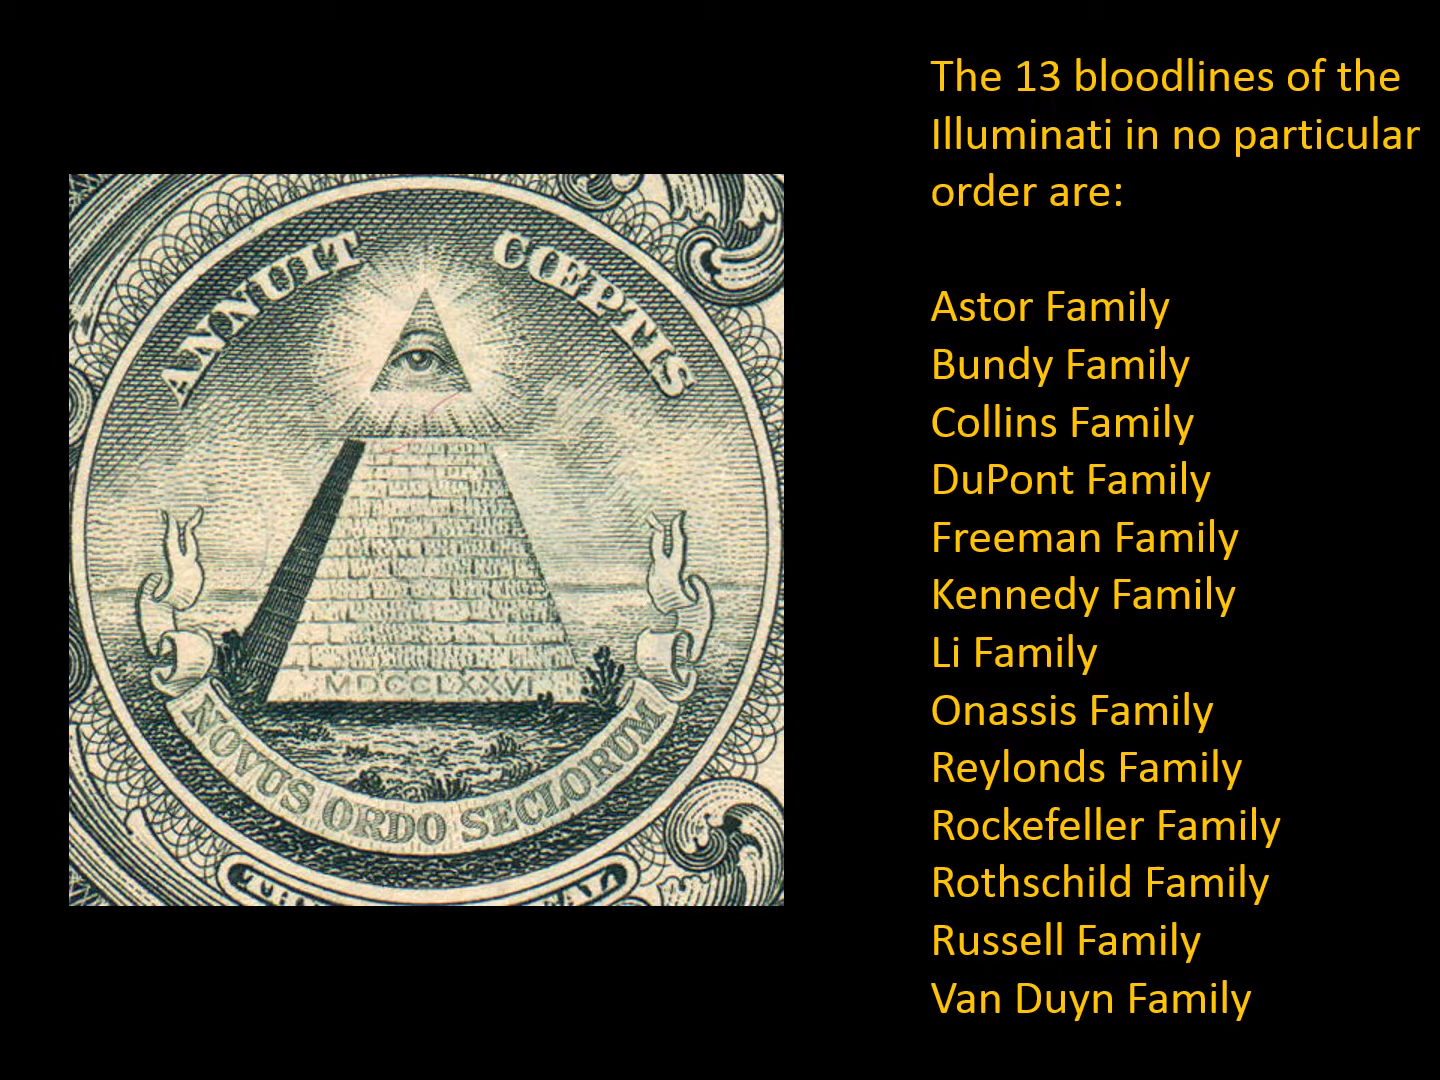 The 13 bloodlines of the
Illuminati in no particular
order are:
Astor Family
Bundy Family
Collins Family
DuPont Family
Freeman Family
Kennedy Family
Li Family
Onassis Family
Reylonds Family
Rockefeller Family
Rothschild Family
Russell Family
Van Duyn Family
ANNUIT CŒPTIS
MDCCLXXVI
NOVUS ORDO SECLORUM